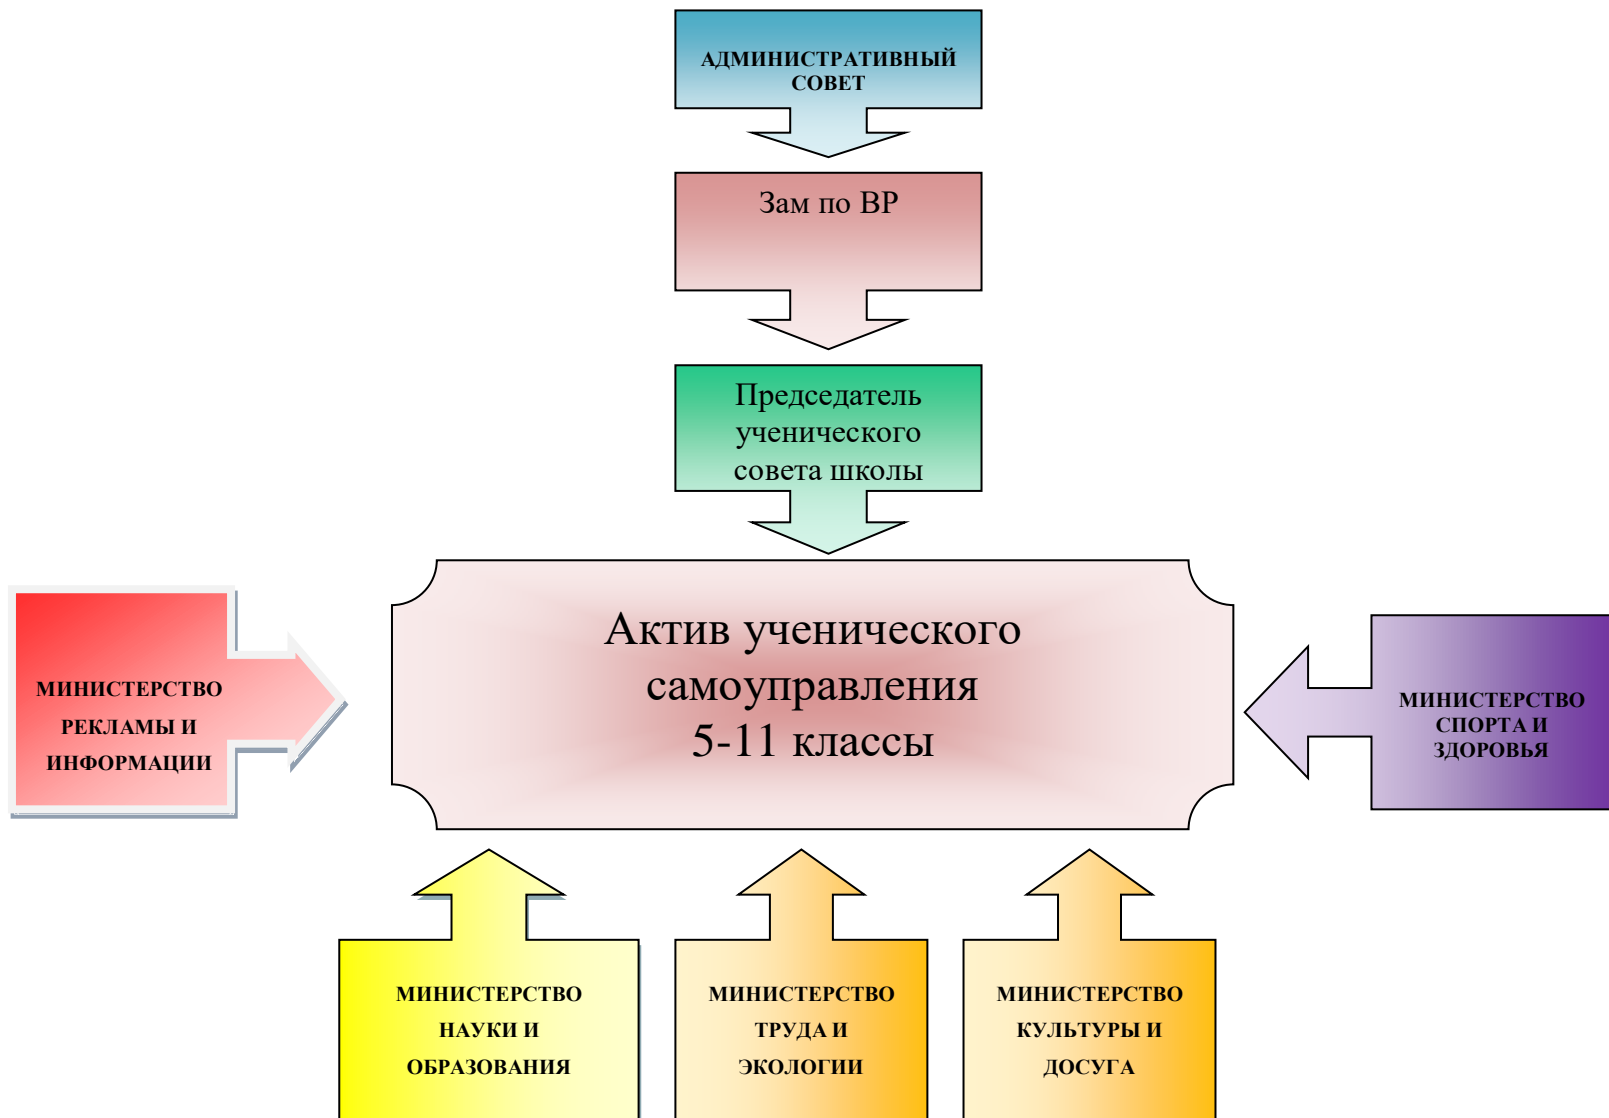 АДМИНИСТРАТИВНЫЙ
СОВЕТ
Зам по ВР
Председатель
ученического
совета школы
Актив ученического
самоуправления
5-11 классы
МИНИСТЕРСТВО
РЕКЛАМЫ И
ИНФОРМАЦИИ
МИНИСТЕРСТВО
СПОРТА И
ЗДОРОВЬЯ
МИНИСТЕРСТВО
НАУКИ И
ОБРАЗОВАНИЯ
МИНИСТЕРСТВО
ТРУДА И
ЭКОЛОГИИ
МИНИСТЕРСТВО
КУЛЬТУРЫ И
ДОСУГА